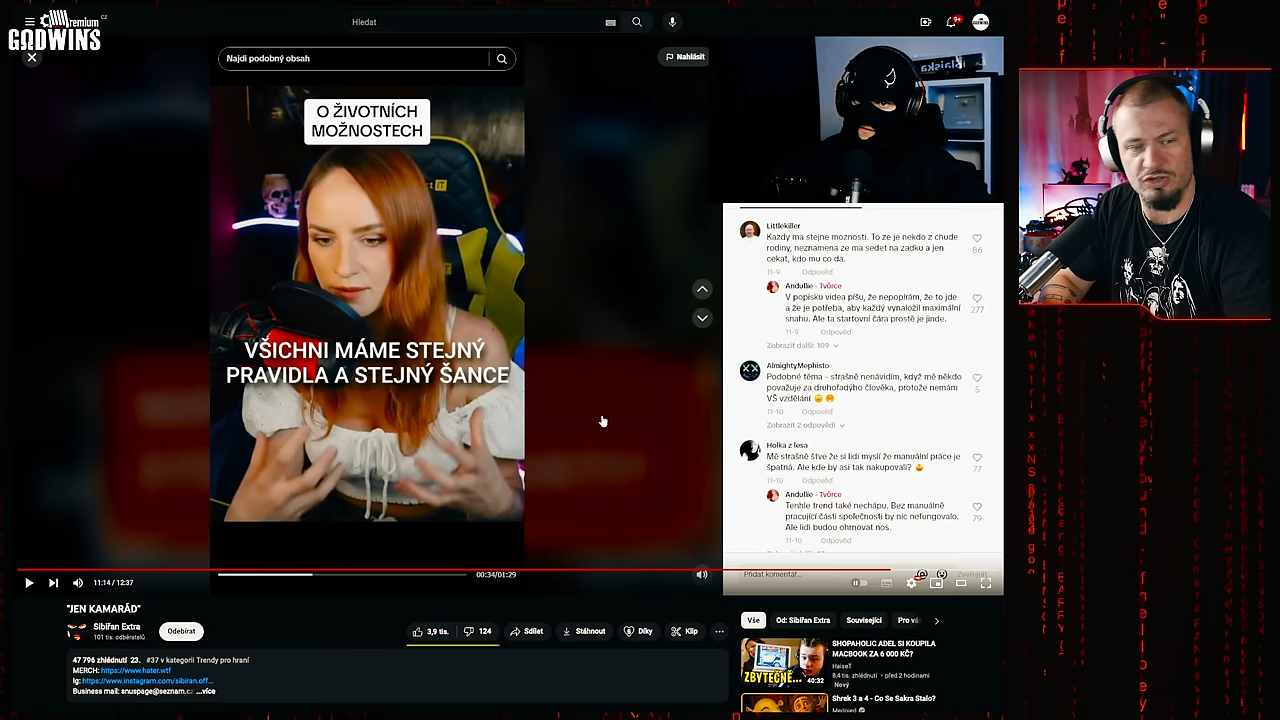 Premium CZ
GODWINS
Hledat
9+
Najdi podobný obsah
Nahlásit
O ŽIVOTNÍCH
MOŽNOSTECH
VŠICHNI MÁME STEJNÝ
PRAVIDLA A STEJNÝ ŠANCE
Littlekiller
Kazdy ma stejne moznosti. To ze je nekdo z chude
rodiny, neznamena ze ma sedet na zadku a jen
cekat, kdo mu co da.
86
11-9 Odpověď
Andullie · Tvůrce
V popisku videa píšu, že nepopírám, že to jde
a že je potřeba, aby každý vynaložil maximální
snahu. Ale ta startovní čára prostě je jinde.
277
11-9 Odpověď
Zobrazit další: 109
AlmightyMephisto
Podobné téma - strašně nenávidím, když mě někdo
považuje za druhořadýho člověka, protože nemám
VŠ vzdělání
5
11-10 Odpověď
Zobrazit 2 odpovědi
Holka z lesa
Mě strašně štve že si lidi myslí že manuální práce je
špatná. Ale kde by asi tak nakupovali?
77
11-10 Odpověď
Andullie · Tvůrce
Tenhle trend také nechápu. Bez manuálně
pracující části společnosti by nic nefungovalo.
Ale lidi budou ohrnovat nos.
79
11-10 Odpověď
Přidat komentář...
Zveřejnit
00:34/01:29
11:14 / 12:37
"JEN KAMARÁD"
Sibiřan Extra
101 tis. odběratelů
Odebírat
3,9 tis.
124
Sdílet
Stáhnout
Díky
Klip
47 796 zhlédnutí 23. #37 v kategorii Trendy pro hraní
MERCH: https://www.hater.wtf
Ig: https://www.instagram.com/sibiran.off...
Business mail: snuspage@seznam.cz ...více
Vše
Od: Sibiřan Extra
Související
Pro vá
SHOPAHOLIC ADEL SI KOUPILA
MACBOOK ZA 6 000 KČ?
HaiseT
8,4 tis. zhlédnutí • před 2 hodinami
Nový
ZBYTEČNÉ...
40:32
Shrek 3 a 4 - Co Se Sakra Stalo?
Medojed